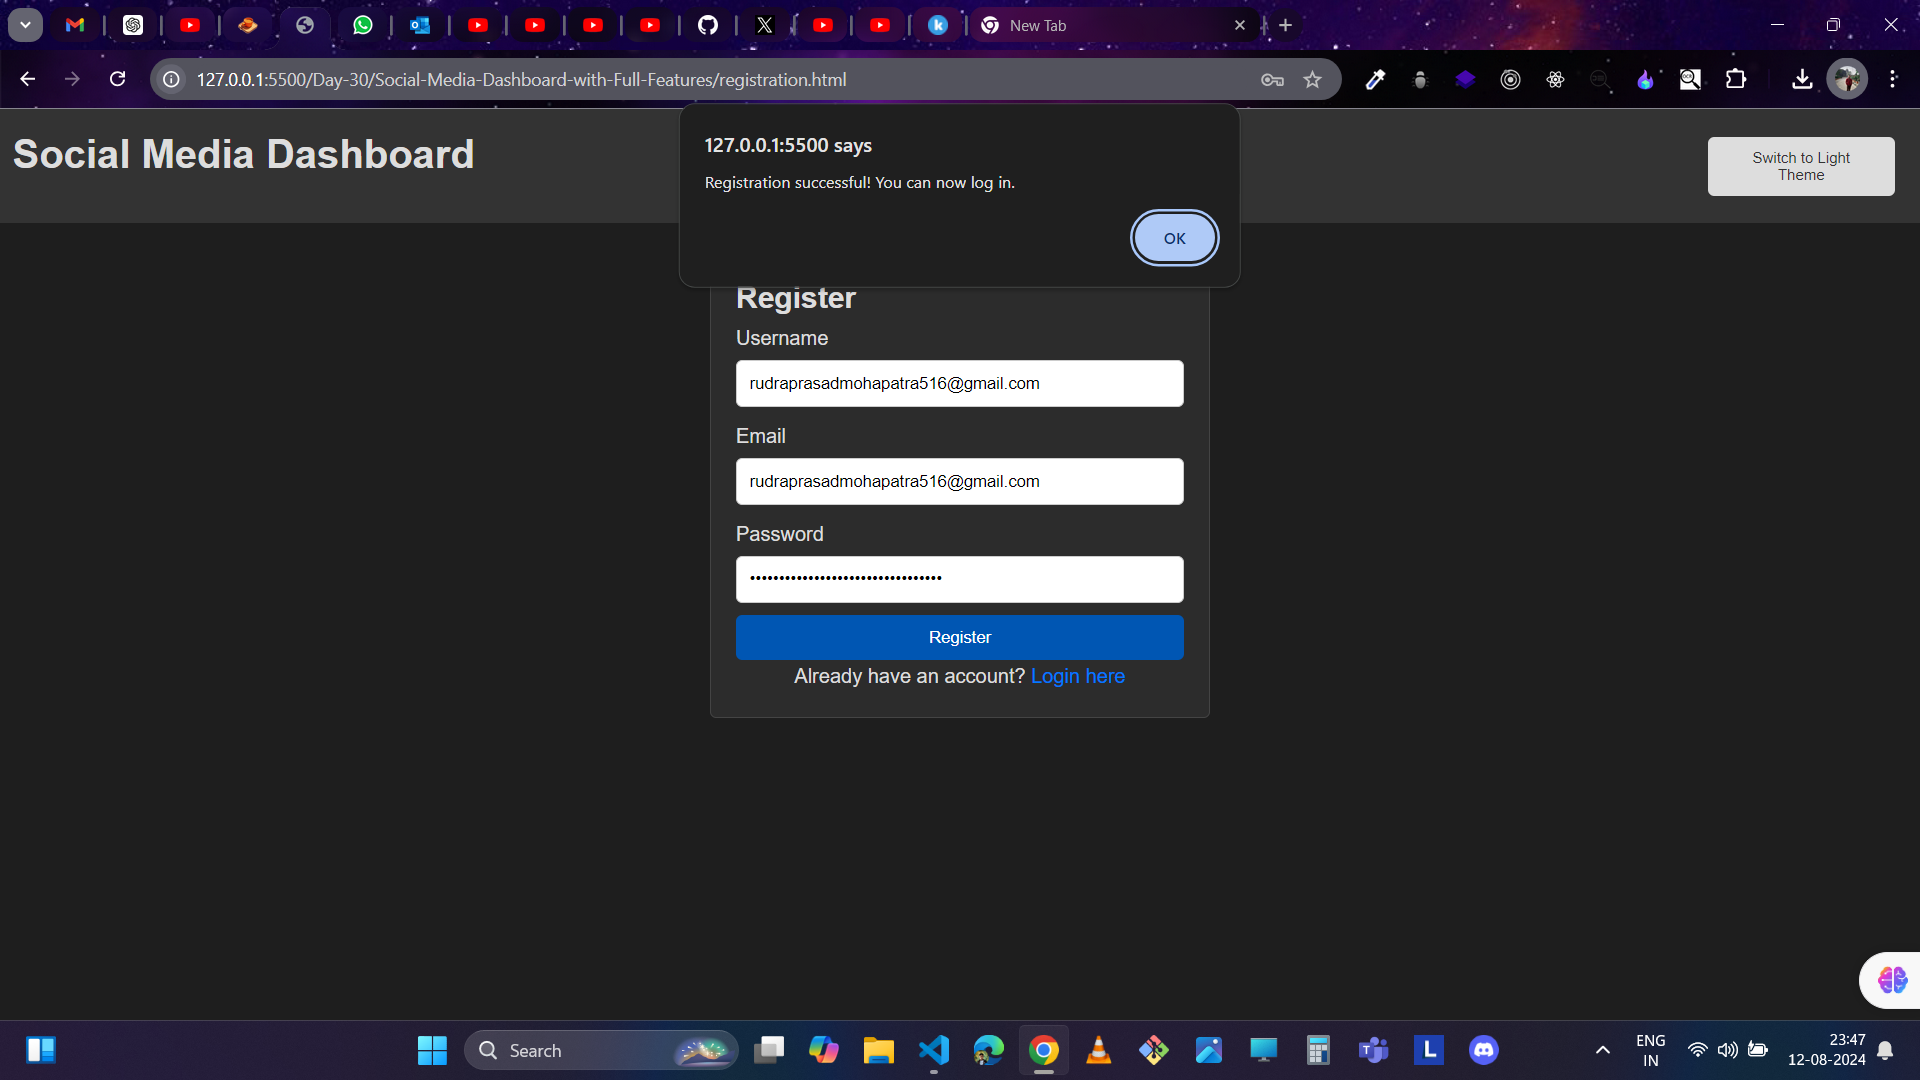 New Tab
127.0.0.1:5500/Day-30/Social-Media-Dashboard-with-Full-Features/registration.html
Social Media Dashboard
Switch to Light
Theme
127.0.0.1:5500 says
Registration successful! You can now log in.
OK
Register
Username
rudraprasadmohapatra516@gmail.com
Email
rudraprasadmohapatra516@gmail.com
Password
••••••••••••••••••••••••••••••••••
Register
Already have an account? Login here
Search
ENG
IN
23:47
12-08-2024